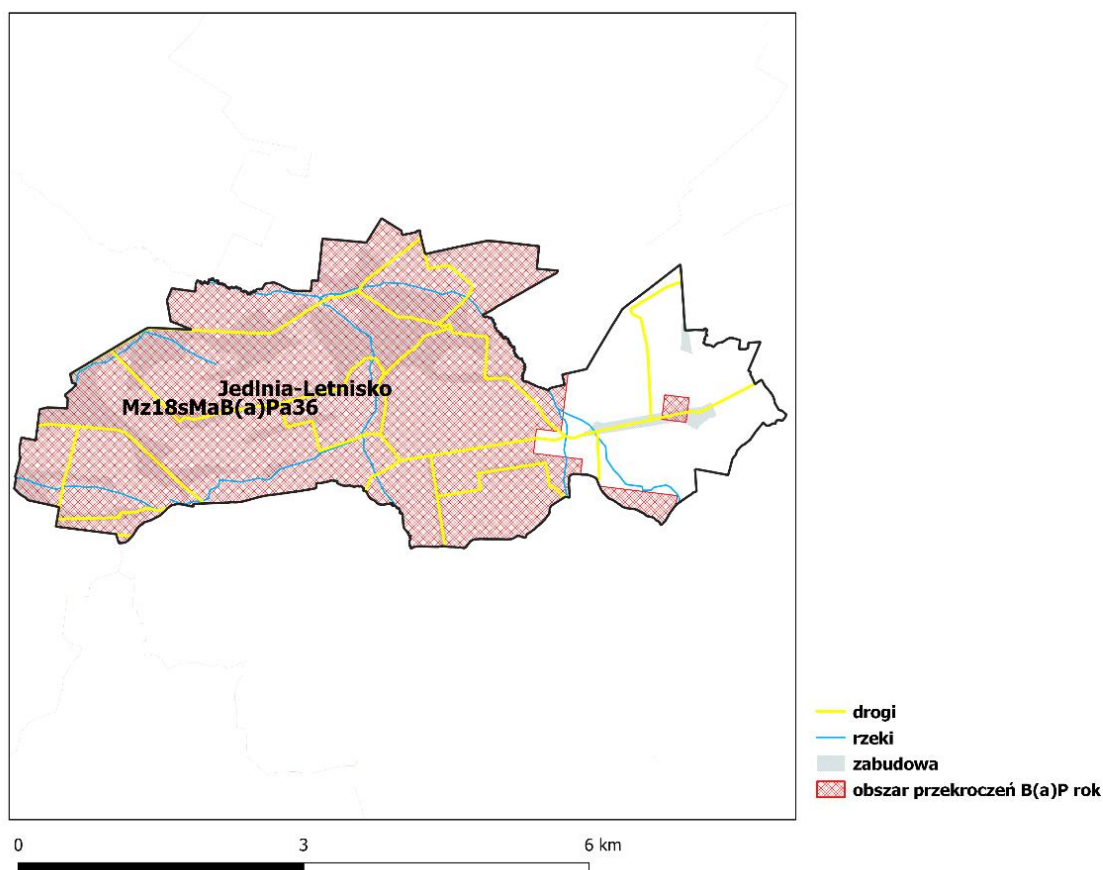 Jedlnia-Letnisko
Mz18sMaB(a)Pa36
drogi
rzeki
zabudowa
obszar przekroczeń B(a)P rok
0 3 6 km